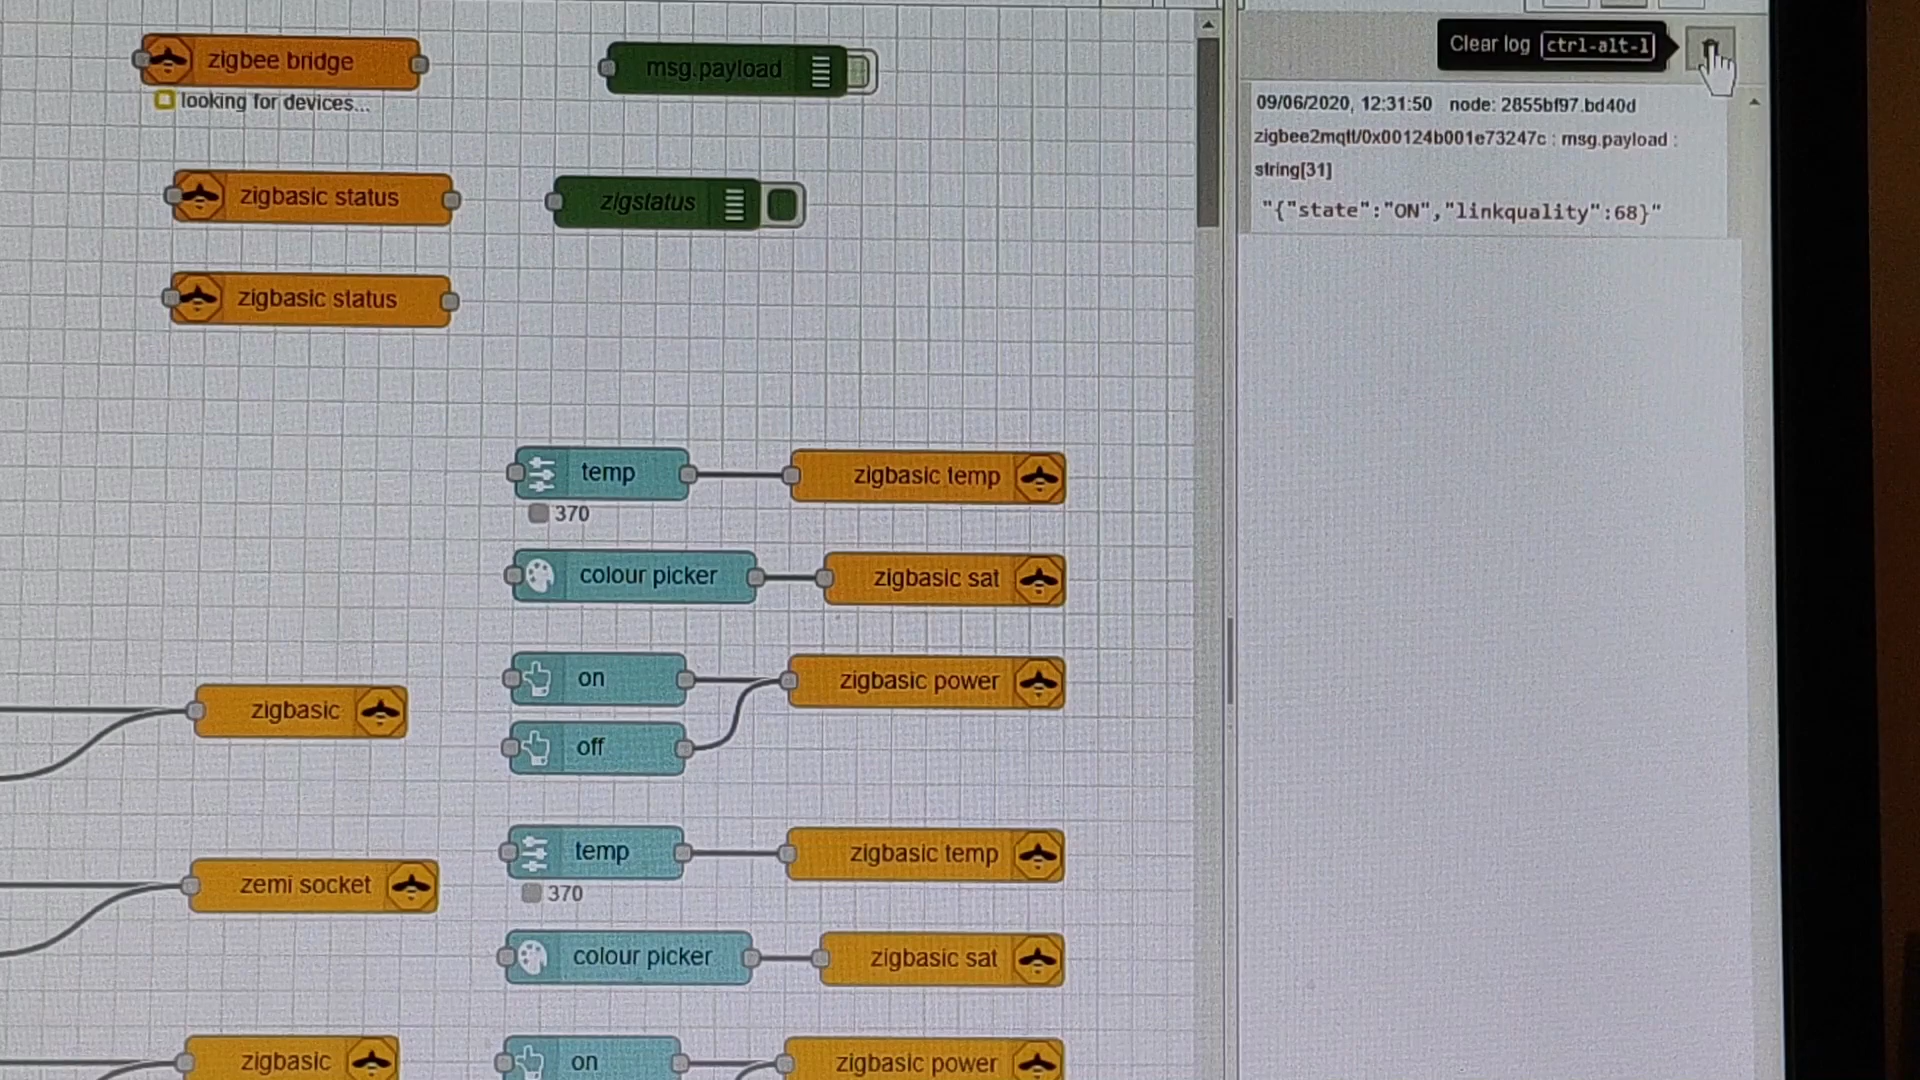 zigbee bridge
looking for devices...
msg.payload
zigbasic status
zigstatus
zigbasic status
temp
zigbasic temp
370
colour picker
zigbasic sat
on
zigbasic power
zigbasic
off
temp
zigbasic temp
zemi socket
370
colour picker
zigbasic sat
zigbasic
on
zigbasic power
Clear log ctrl-alt-l
09/06/2020, 12:31:50 node: 2855bf97.bd40d
zigbee2mqtt/0x00124b001e73247c : msg.payload :
string[31]
"{"state":"ON","linkquality":68}"